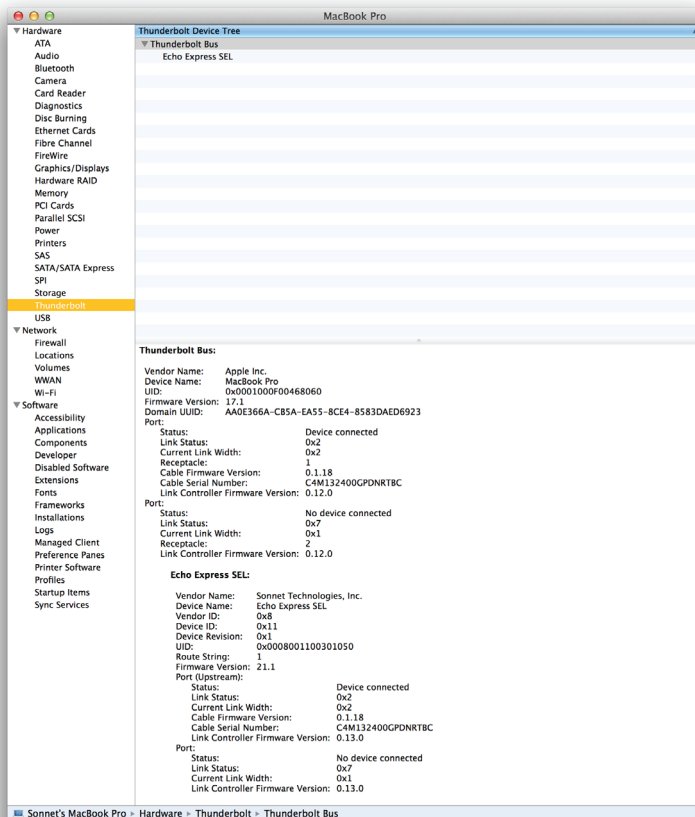 MacBook Pro
Hardware
ATA
Audio
Bluetooth
Camera
Card Reader
Diagnostics
Disc Burning
Ethernet Cards
Fibre Channel
FireWire
Graphics/Displays
Hardware RAID
Memory
PCI Cards
Parallel SCSI
Power
Printers
SAS
SATA/SATA Express
SPI
Storage
Thunderbolt
USB
Network
Firewall
Locations
Volumes
WWAN
Wi-Fi
Software
Accessibility
Applications
Components
Developer
Disabled Software
Extensions
Fonts
Frameworks
Installations
Logs
Managed Client
Preference Panes
Printer Software
Profiles
Startup Items
Sync Services
Thunderbolt Device Tree
Thunderbolt Bus
Echo Express SEL
Thunderbolt Bus:
Vendor Name: Apple Inc.
Device Name: MacBook Pro
UID: 0x0001000F00468060
Firmware Version: 17.1
Domain UUID: AA0E366A-CB5A-EA55-8CE4-8583DAED6923
Port:
Status: Device connected
Link Status: 0x2
Current Link Width: 0x2
Receptacle: 1
Cable Firmware Version: 0.1.18
Cable Serial Number: C4M132400GPDNRTBC
Link Controller Firmware Version: 0.12.0
Port:
Status: No device connected
Link Status: 0x7
Current Link Width: 0x1
Receptacle: 2
Link Controller Firmware Version: 0.12.0
Echo Express SEL:
Vendor Name: Sonnet Technologies, Inc.
Device Name: Echo Express SEL
Vendor ID: 0x8
Device ID: 0x11
Device Revision: 0x1
UID: 0x0008001100301050
Route String: 1
Firmware Version: 21.1
Port (Upstream):
Status: Device connected
Link Status: 0x2
Current Link Width: 0x2
Cable Firmware Version: 0.1.18
Cable Serial Number: C4M132400GPDNRTBC
Link Controller Firmware Version: 0.13.0
Port:
Status: No device connected
Link Status: 0x7
Current Link Width: 0x1
Link Controller Firmware Version: 0.13.0
Sonnet's MacBook Pro ▸ Hardware ▸ Thunderbolt ▸ Thunderbolt Bus